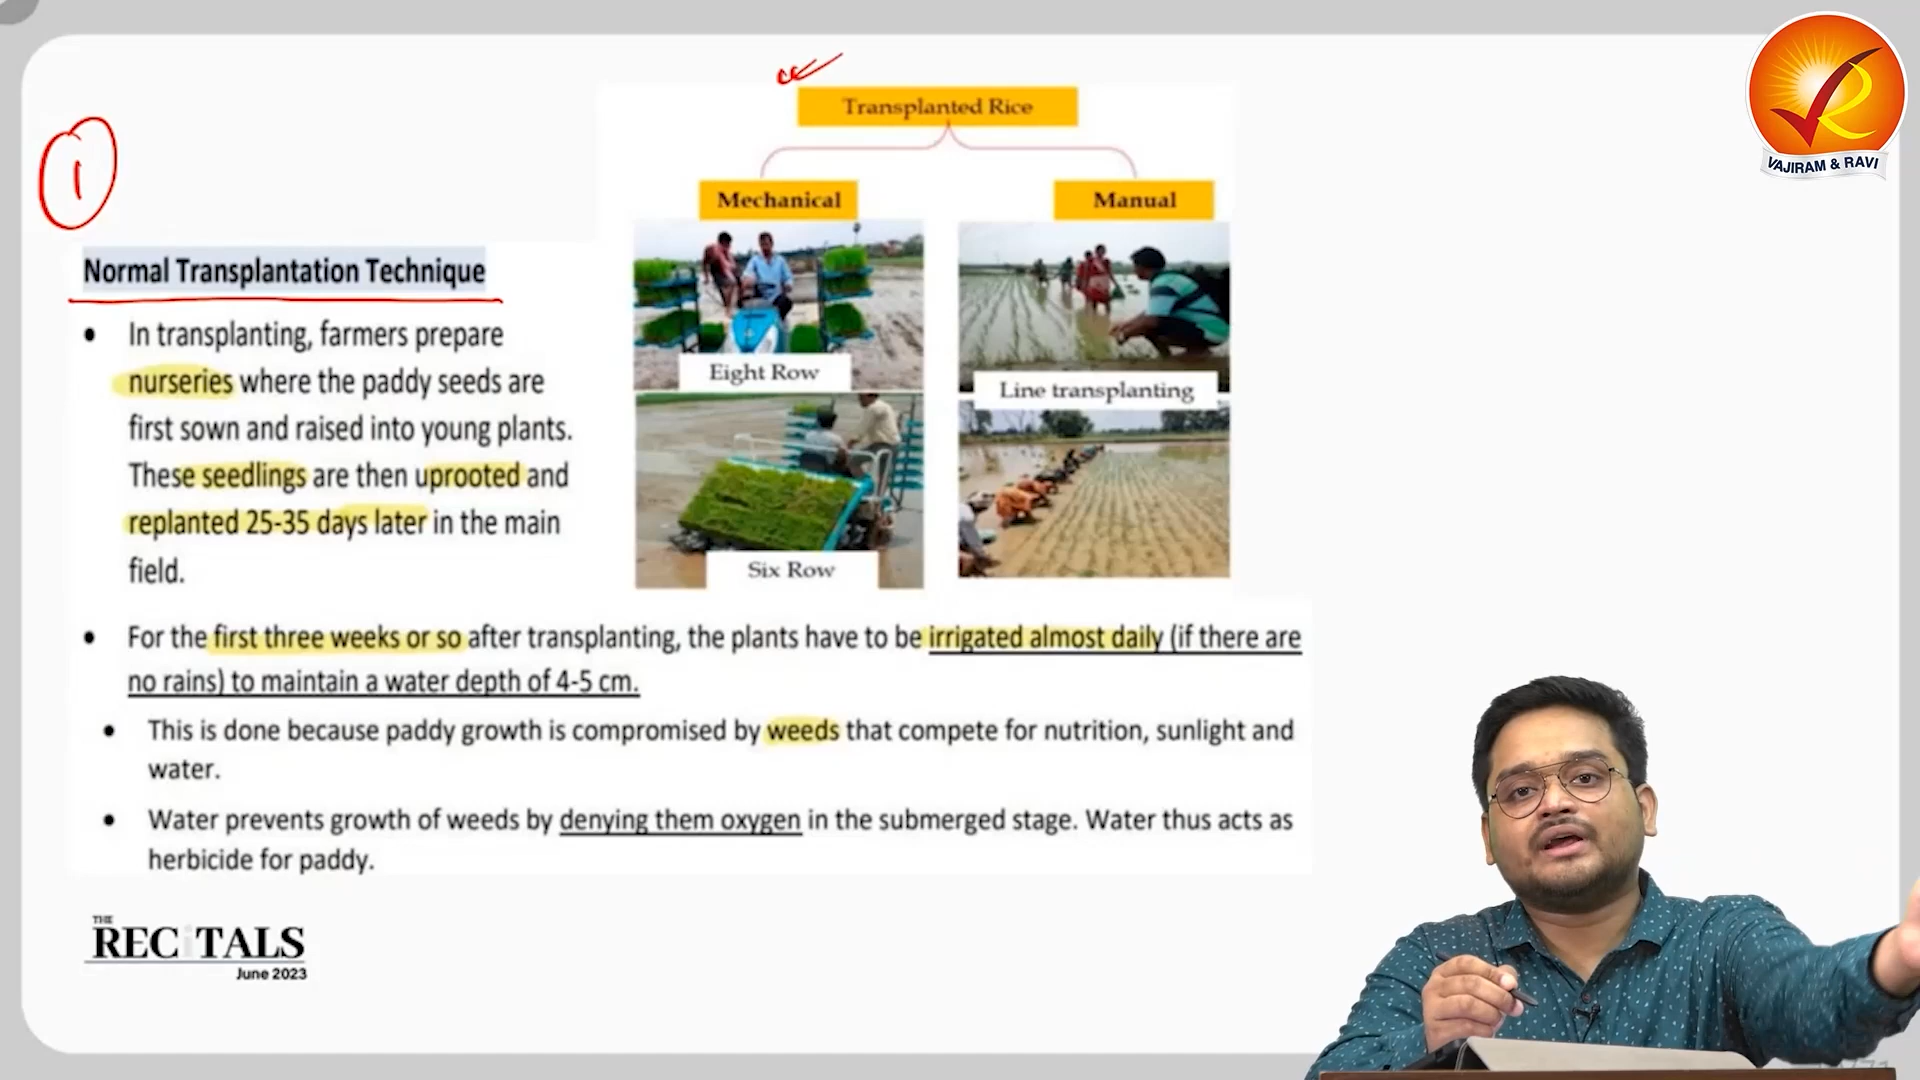 1
Transplanted Rice
Mechanical
Manual
Eight Row
Line transplanting
Six Row
VAJIRAM & RAVI
Normal Transplantation Technique
• In transplanting, farmers prepare
nurseries where the paddy seeds are
first sown and raised into young plants.
These seedlings are then uprooted and
replanted 25-35 days later in the main
field.
• For the first three weeks or so after transplanting, the plants have to be irrigated almost daily (if there are
no rains) to maintain a water depth of 4-5 cm.
• This is done because paddy growth is compromised by weeds that compete for nutrition, sunlight and
water.
• Water prevents growth of weeds by denying them oxygen in the submerged stage. Water thus acts as
herbicide for paddy.
THE
RECiTALS
June 2023